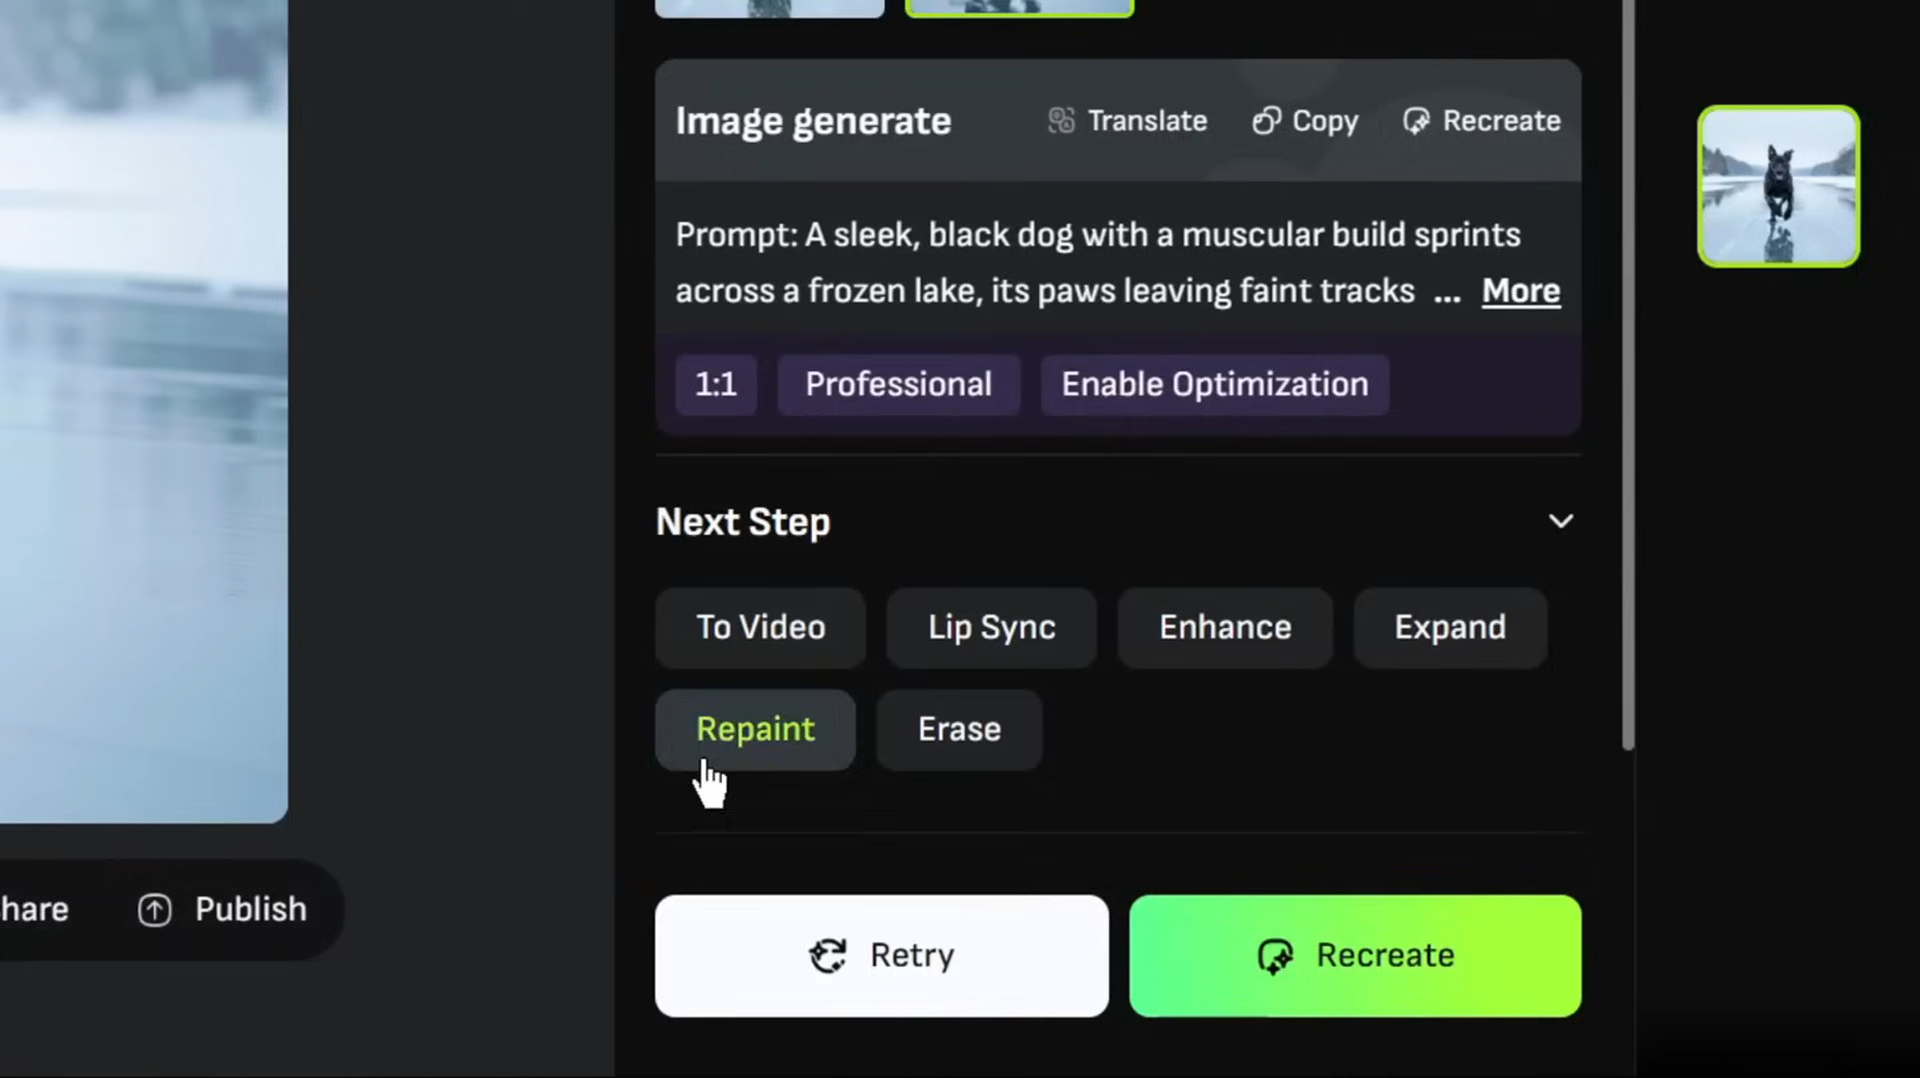 Image generate
Translate
Copy
Recreate
Prompt: A sleek, black dog with a muscular build sprints
across a frozen lake, its paws leaving faint tracks ... More
1:1
Professional
Enable Optimization
Next Step
To Video
Lip Sync
Enhance
Expand
Repaint
Erase
hare
Publish
Retry
Recreate